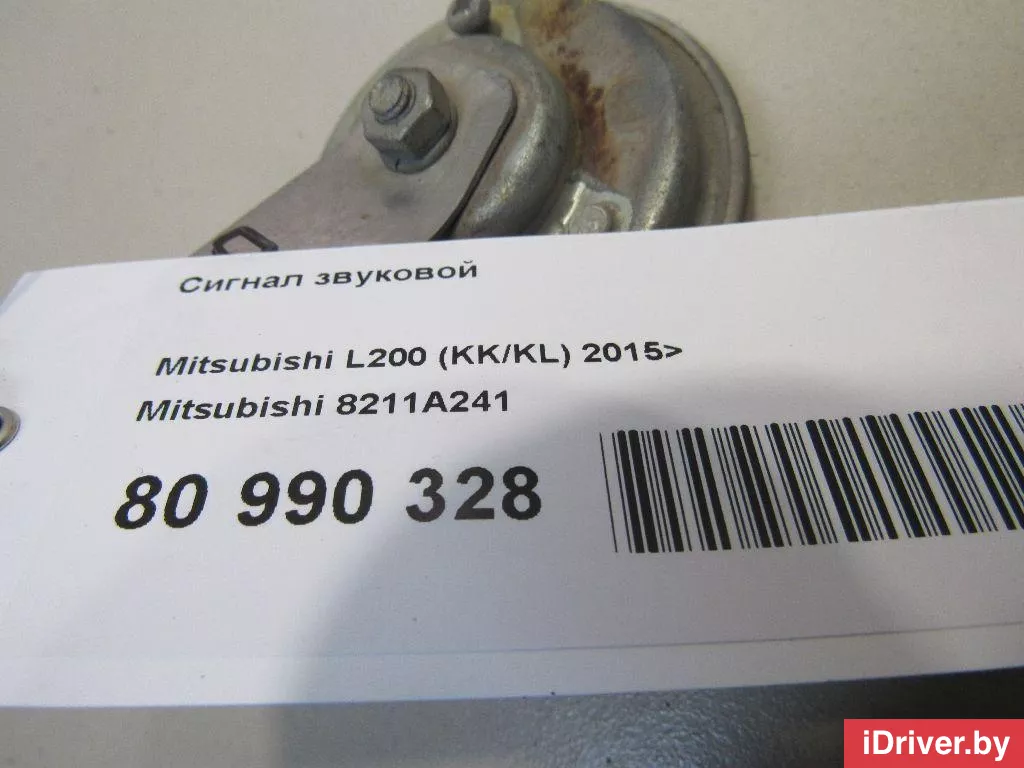 Сигнал звуковой
Mitsubishi L200 (KK/KL) 2015>
Mitsubishi 8211A241
80 990 328
iDriver.by